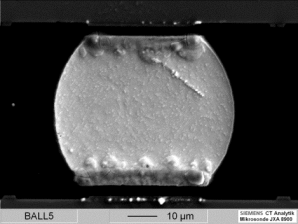 BALL5 10 µm SIEMENS CT Analytik
Mikrosonde JXA 8900